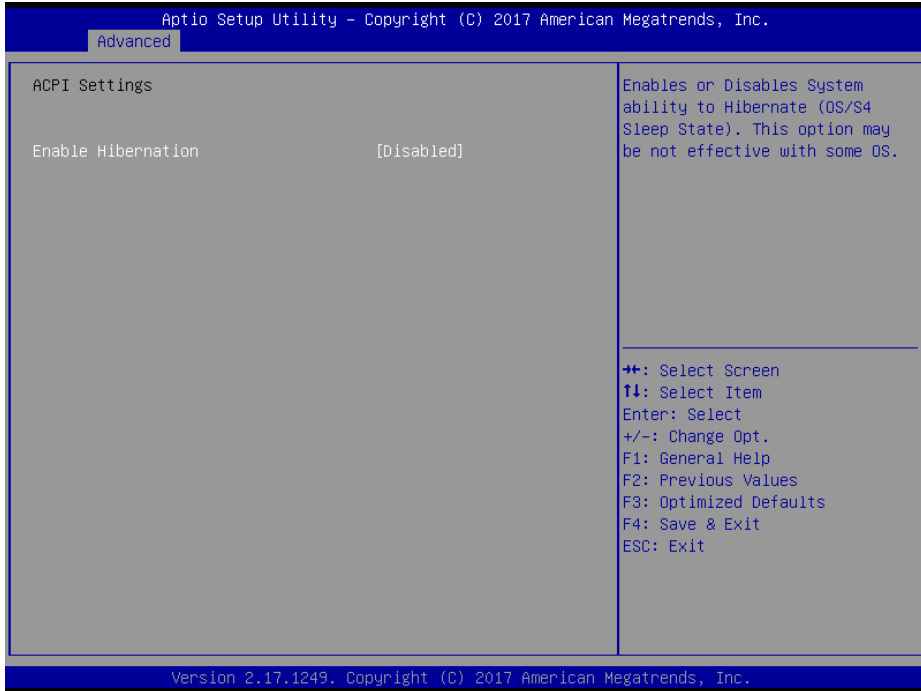 Aptio Setup Utility – Copyright (C) 2017 American Megatrends, Inc.
Advanced
ACPI Settings
Enable Hibernation [Disabled]
Enables or Disables System
ability to Hibernate (OS/S4
Sleep State). This option may
be not effective with some OS.
→←: Select Screen
↑↓: Select Item
Enter: Select
+/-: Change Opt.
F1: General Help
F2: Previous Values
F3: Optimized Defaults
F4: Save & Exit
ESC: Exit
Version 2.17.1249. Copyright (C) 2017 American Megatrends, Inc.